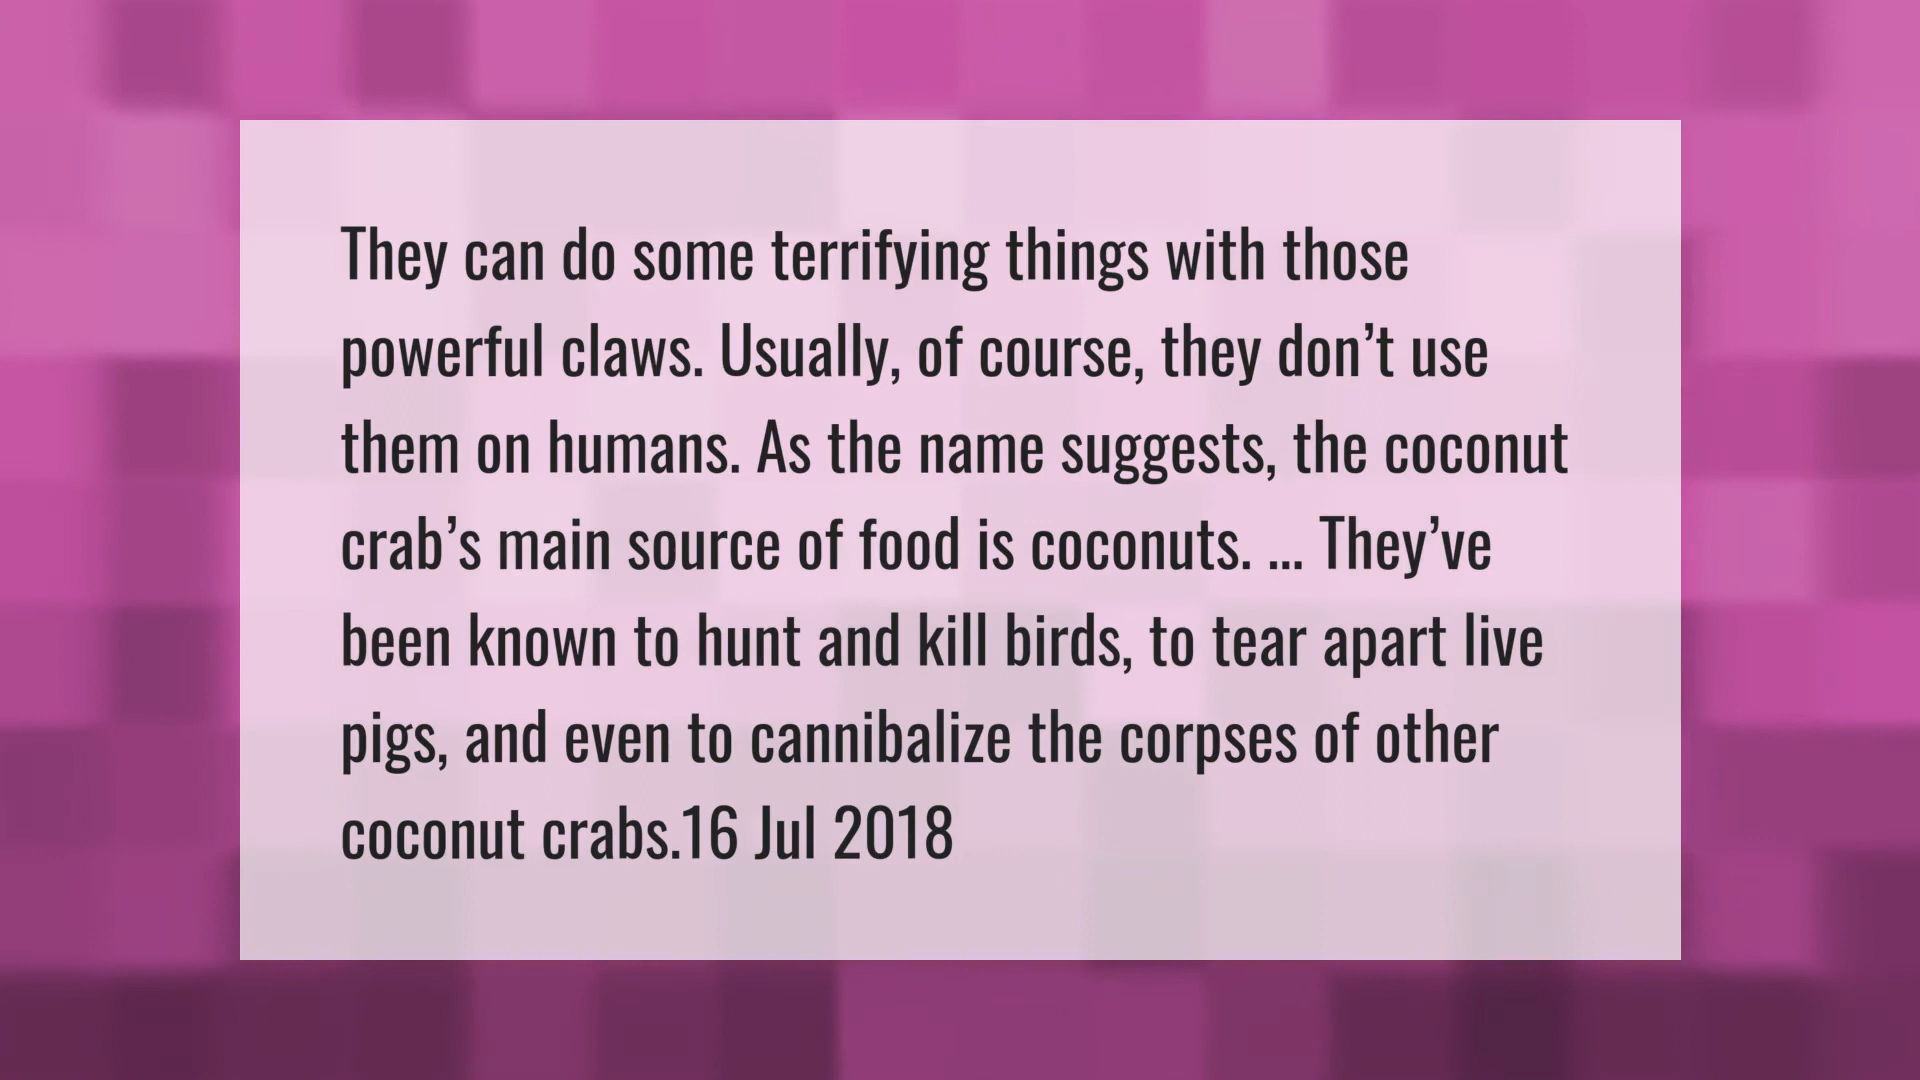 They can do some terrifying things with those
powerful claws. Usually, of course, they don’t use
them on humans. As the name suggests, the coconut
crab’s main source of food is coconuts. ... They’ve
been known to hunt and kill birds, to tear apart live
pigs, and even to cannibalize the corpses of other
coconut crabs.16 Jul 2018